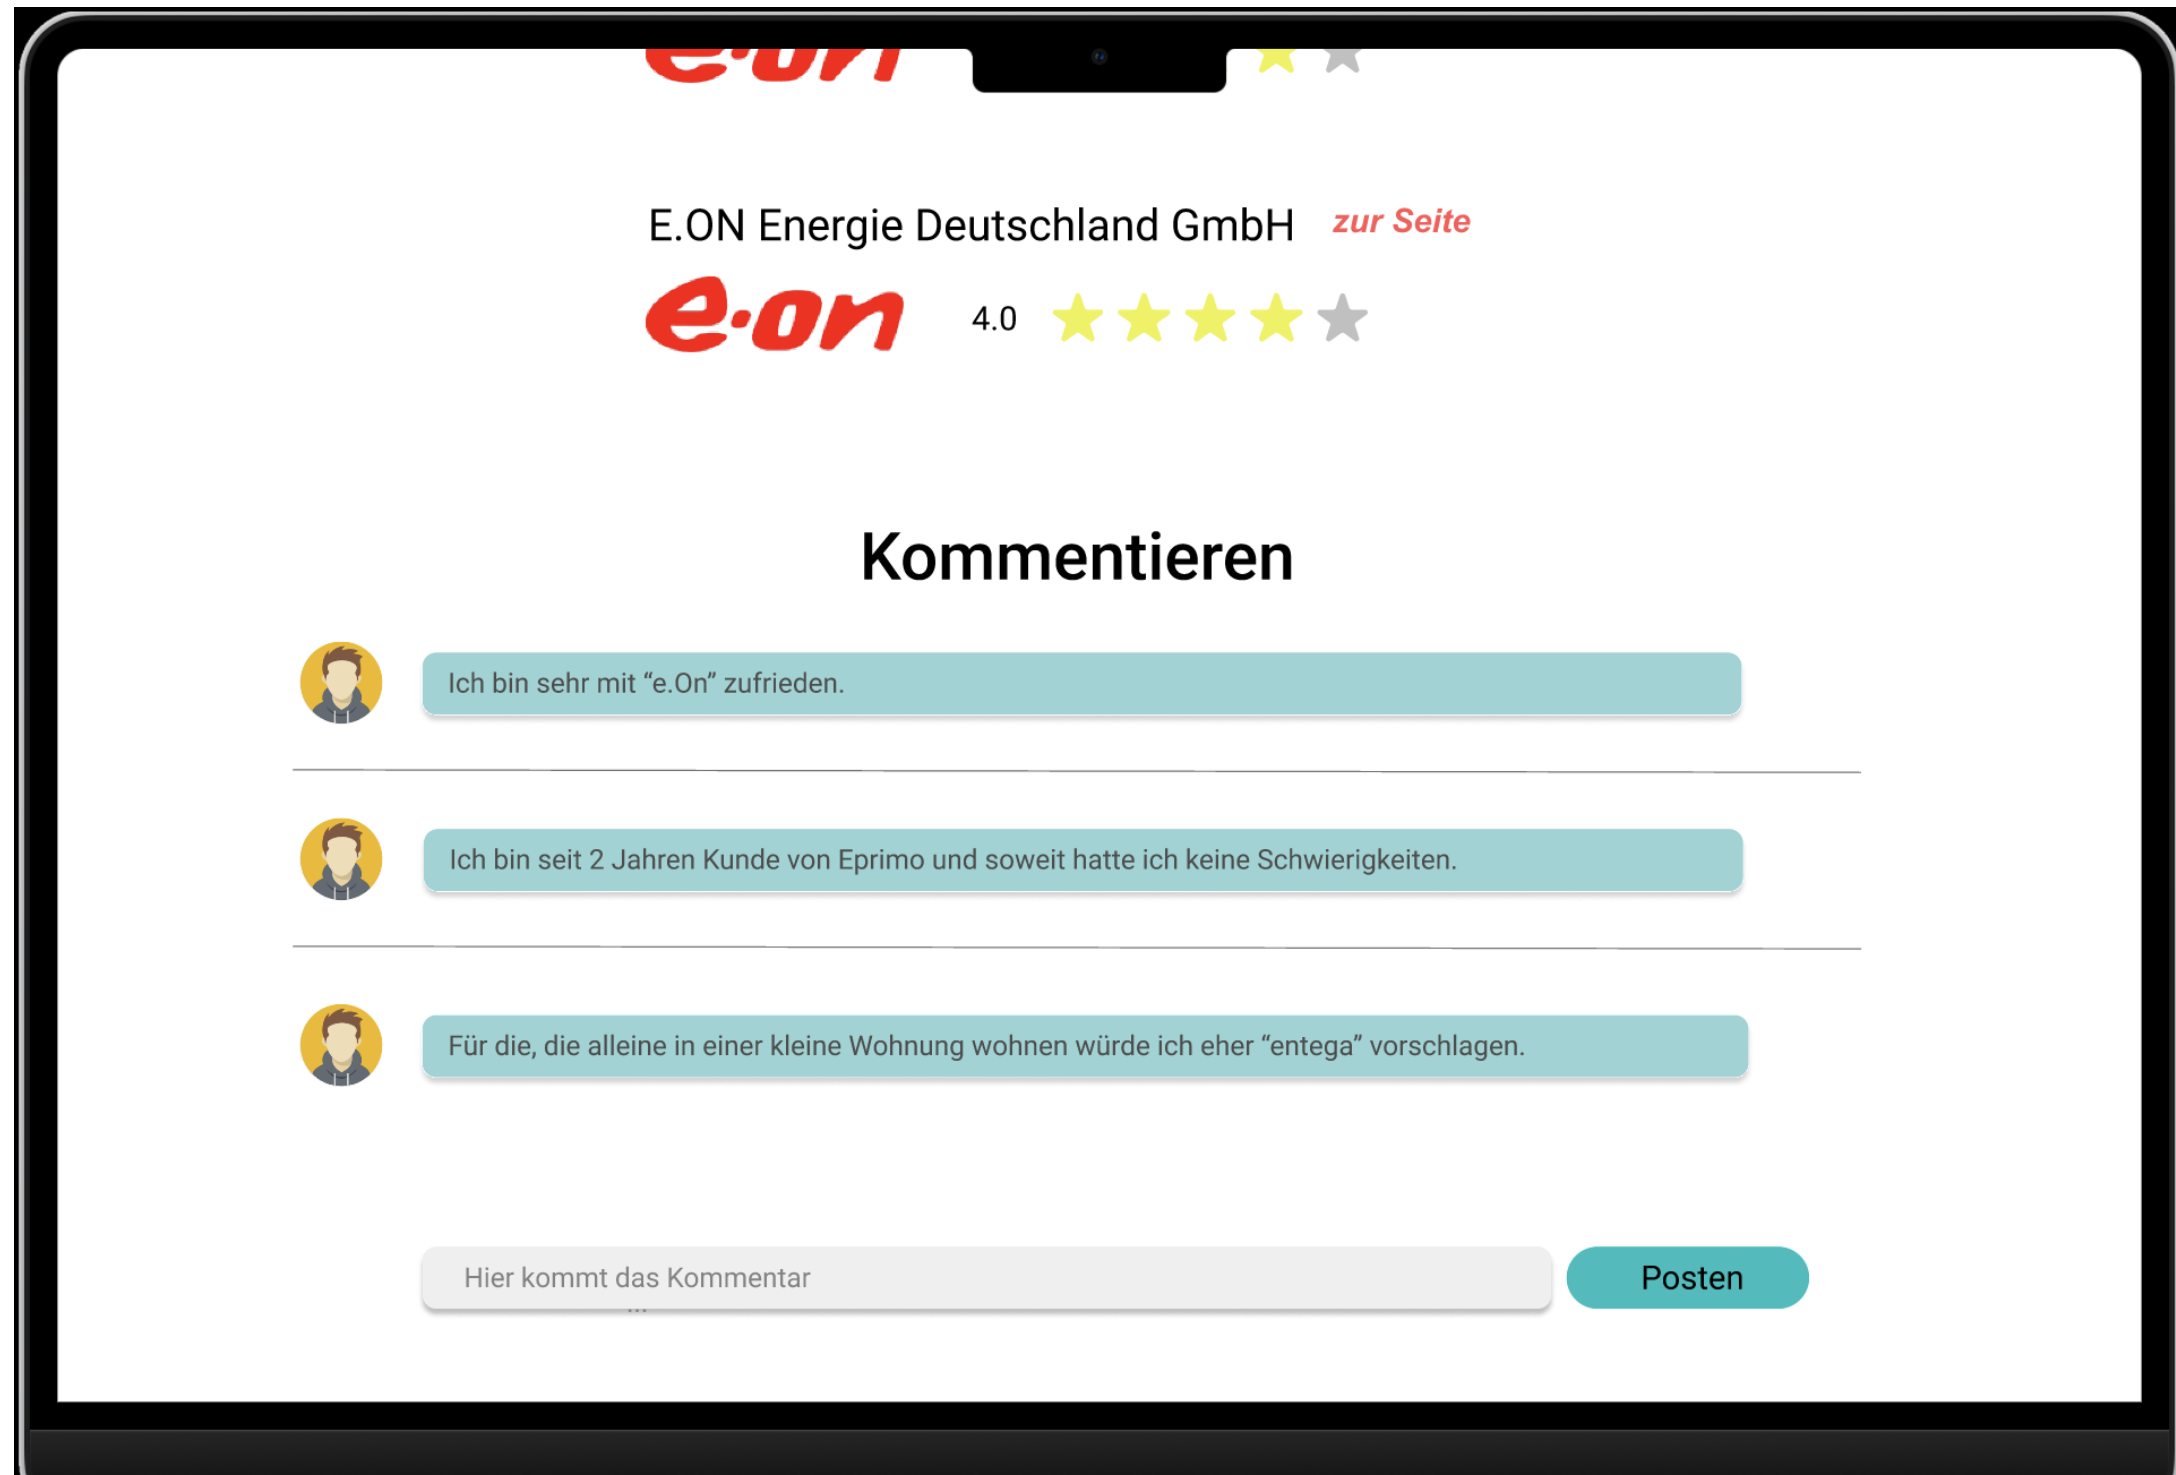 e·on
E.ON Energie Deutschland GmbH zur Seite
e·on 4.0
Kommentieren
Ich bin sehr mit “e.On” zufrieden.
Ich bin seit 2 Jahren Kunde von Eprimo und soweit hatte ich keine Schwierigkeiten.
Für die, die alleine in einer kleine Wohnung wohnen würde ich eher “entega” vorschlagen.
Hier kommt das Kommentar Posten
...